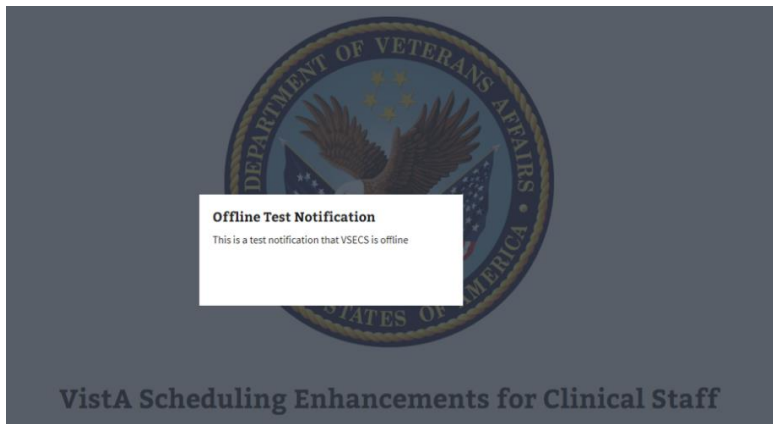 DEPARTMENT OF VETERANS AFFAIRS
STATES OF AMERICA
Offline Test Notification
This is a test notification that VSECS is offline
VistA Scheduling Enhancements for Clinical Staff